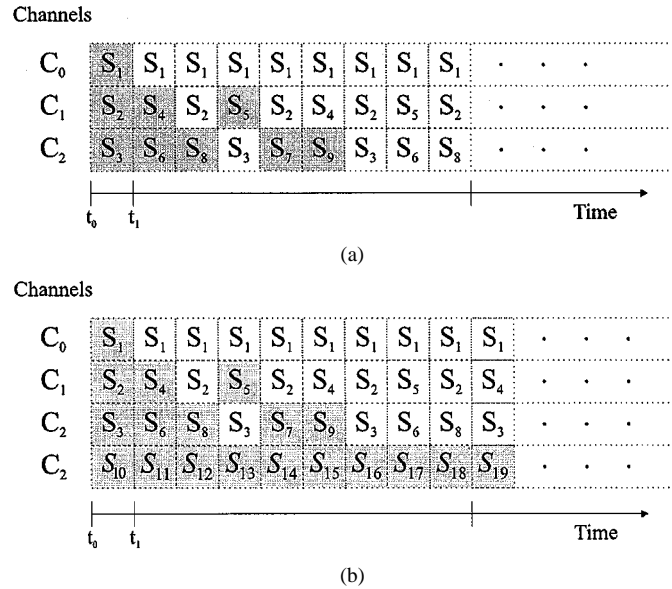 Channels
C₀ S₁ S₁ S₁ S₁ S₁ S₁ S₁ S₁ S₁ . . .
C₁ S₂ S₄ S₂ S₅ S₂ S₄ S₂ S₅ S₂ . . .
C₂ S₃ S₆ S₈ S₃ S₇ S₉ S₃ S₆ S₈ . . .
t₀ t₁ Time
(a)
Channels
C₀ S₁ S₁ S₁ S₁ S₁ S₁ S₁ S₁ S₁ S₁ . . .
C₁ S₂ S₄ S₂ S₅ S₂ S₄ S₂ S₅ S₂ S₄ . . .
C₂ S₃ S₆ S₈ S₃ S₇ S₉ S₃ S₆ S₈ S₃ . . .
C₂ S₁₀ S₁₁ S₁₂ S₁₃ S₁₄ S₁₅ S₁₆ S₁₇ S₁₈ S₁₉ . . .
t₀ t₁ Time
(b)